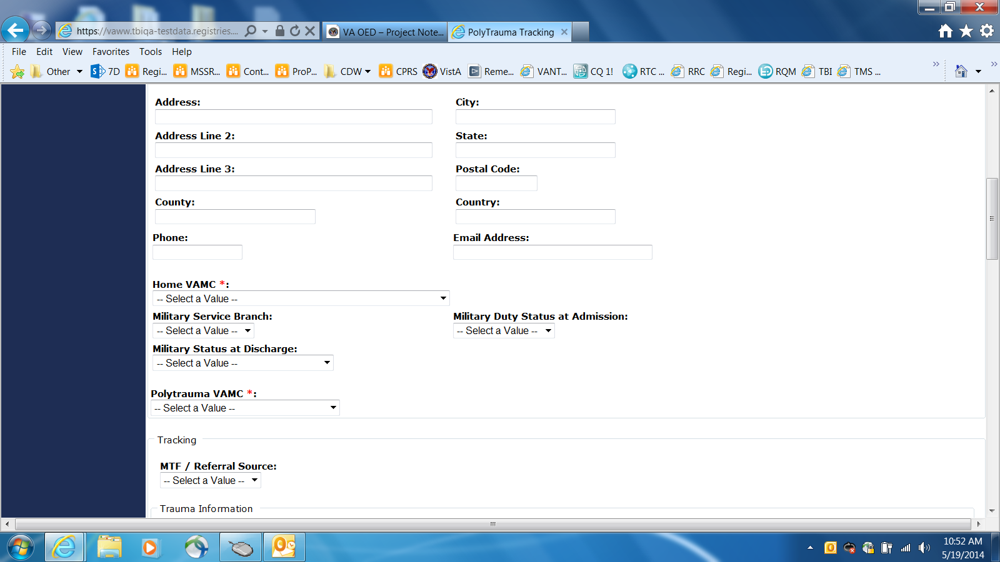 https://vaww.tbiqa-testdata.registries....
VA OED – Project Note...
PolyTrauma Tracking
File Edit View Favorites Tools Help
Other 7D Regi... MSSR... Cont... ProP... CDW CPRS VistA Reme... VANT... CQ 1! RTC ... RRC Regi... RQM TBI TMS ...
Address: City:
Address Line 2: State:
Address Line 3: Postal Code:
County: Country:
Phone: Email Address:
Home VAMC *:
-- Select a Value --
Military Service Branch: Military Duty Status at Admission:
-- Select a Value -- -- Select a Value --
Military Status at Discharge:
-- Select a Value --
Polytrauma VAMC *:
-- Select a Value --
Tracking
MTF / Referral Source:
-- Select a Value --
Trauma Information
10:52 AM
5/19/2014